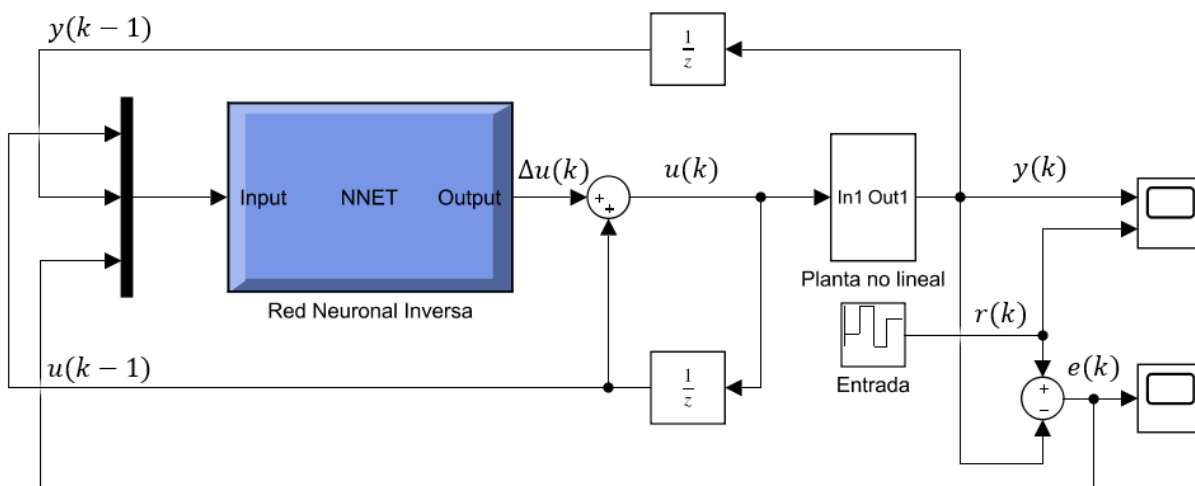 y(k − 1)
1
z
Input
NNET
Output
Red Neuronal Inversa
Δu(k)
+
+
u(k)
In1 Out1
Planta no lineal
y(k)
r(k)
Entrada
u(k − 1)
1
z
+
−
e(k)